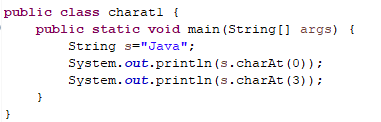 public class charat1 {
    public static void main(String[] args) {
        String s="Java";
        System.out.println(s.charAt(0));
        System.out.println(s.charAt(3));
    }
}